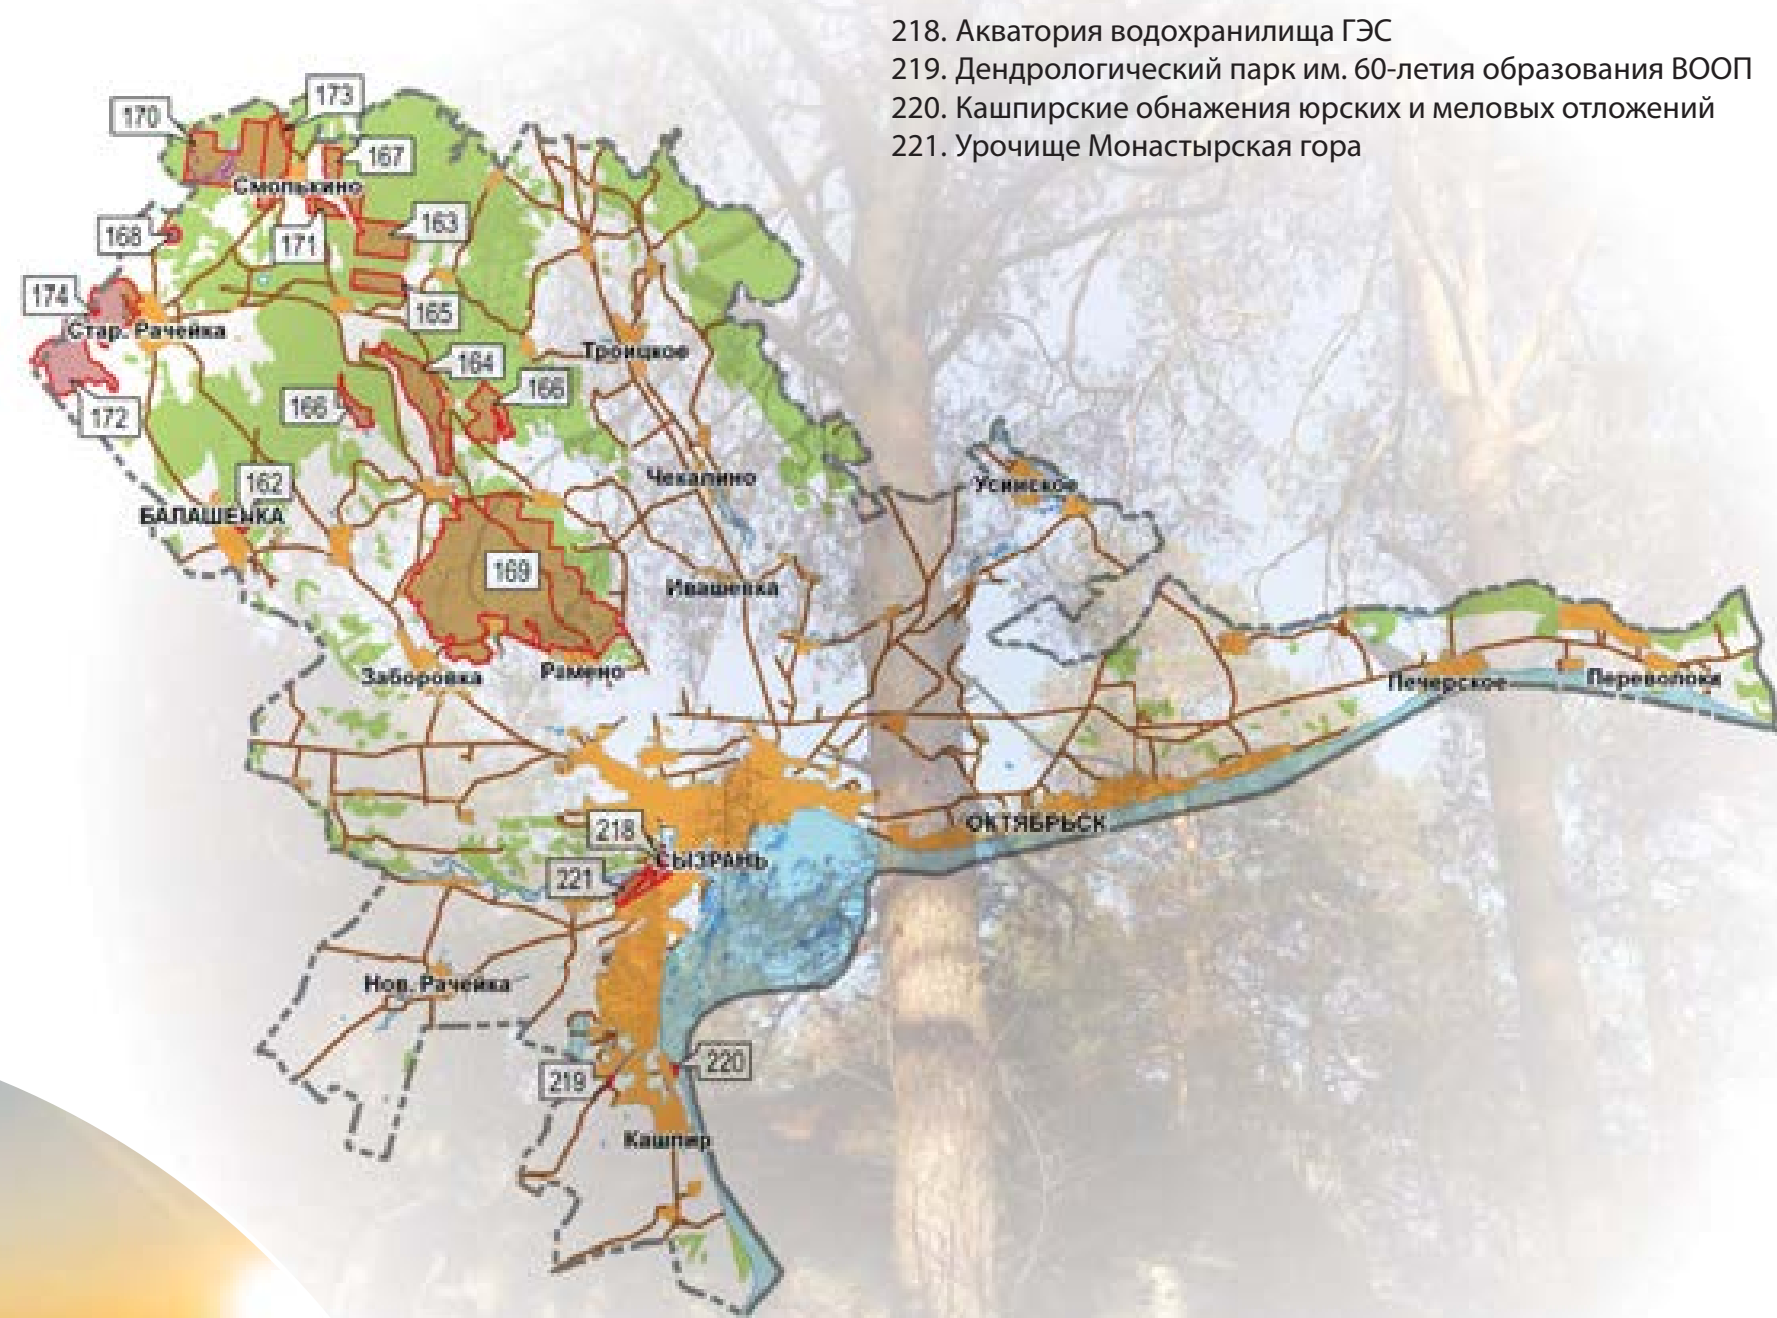 218. Акватория водохранилища ГЭС
219. Дендрологический парк им. 60-летия образования ВООП
220. Кашпирские обнажения юрских и меловых отложений
221. Урочище Монастырская гора
173
170
167
Смолькино
163
168
171
174
165
Стар. Рачейка
Троицкое
164
166
166
172
Чекалино
162
Усинское
БАЛАШЕЙКА
169
Ивашевка
Рамено
Заборовка
Печерское
Переволоки
218
ОКТЯБРЬСК
СЫЗРАНЬ
221
Нов. Рачейка
220
219
Кашпир